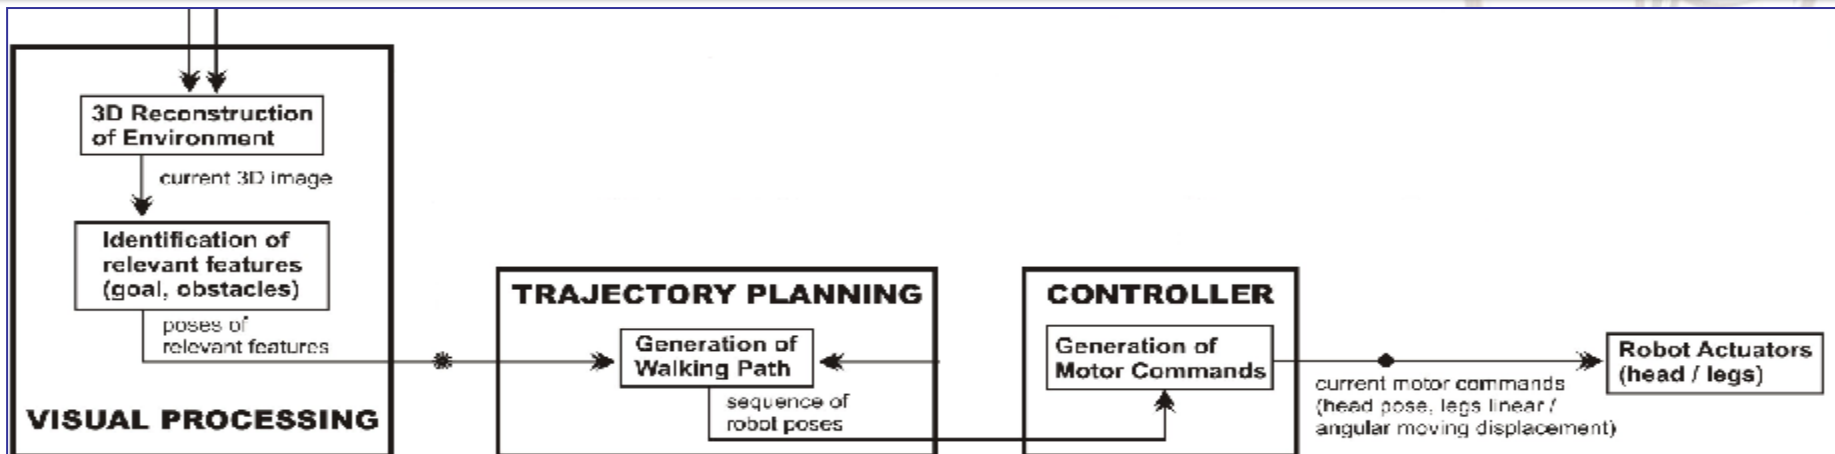 3D Reconstruction
of Environment
current 3D image
Identification of
relevant features
(goal, obstacles)
poses of
relevant features
VISUAL PROCESSING
TRAJECTORY PLANNING
Generation of
Walking Path
sequence of
robot poses
CONTROLLER
Generation of
Motor Commands
current motor commands
(head pose, legs linear /
angular moving displacement)
Robot Actuators
(head / legs)